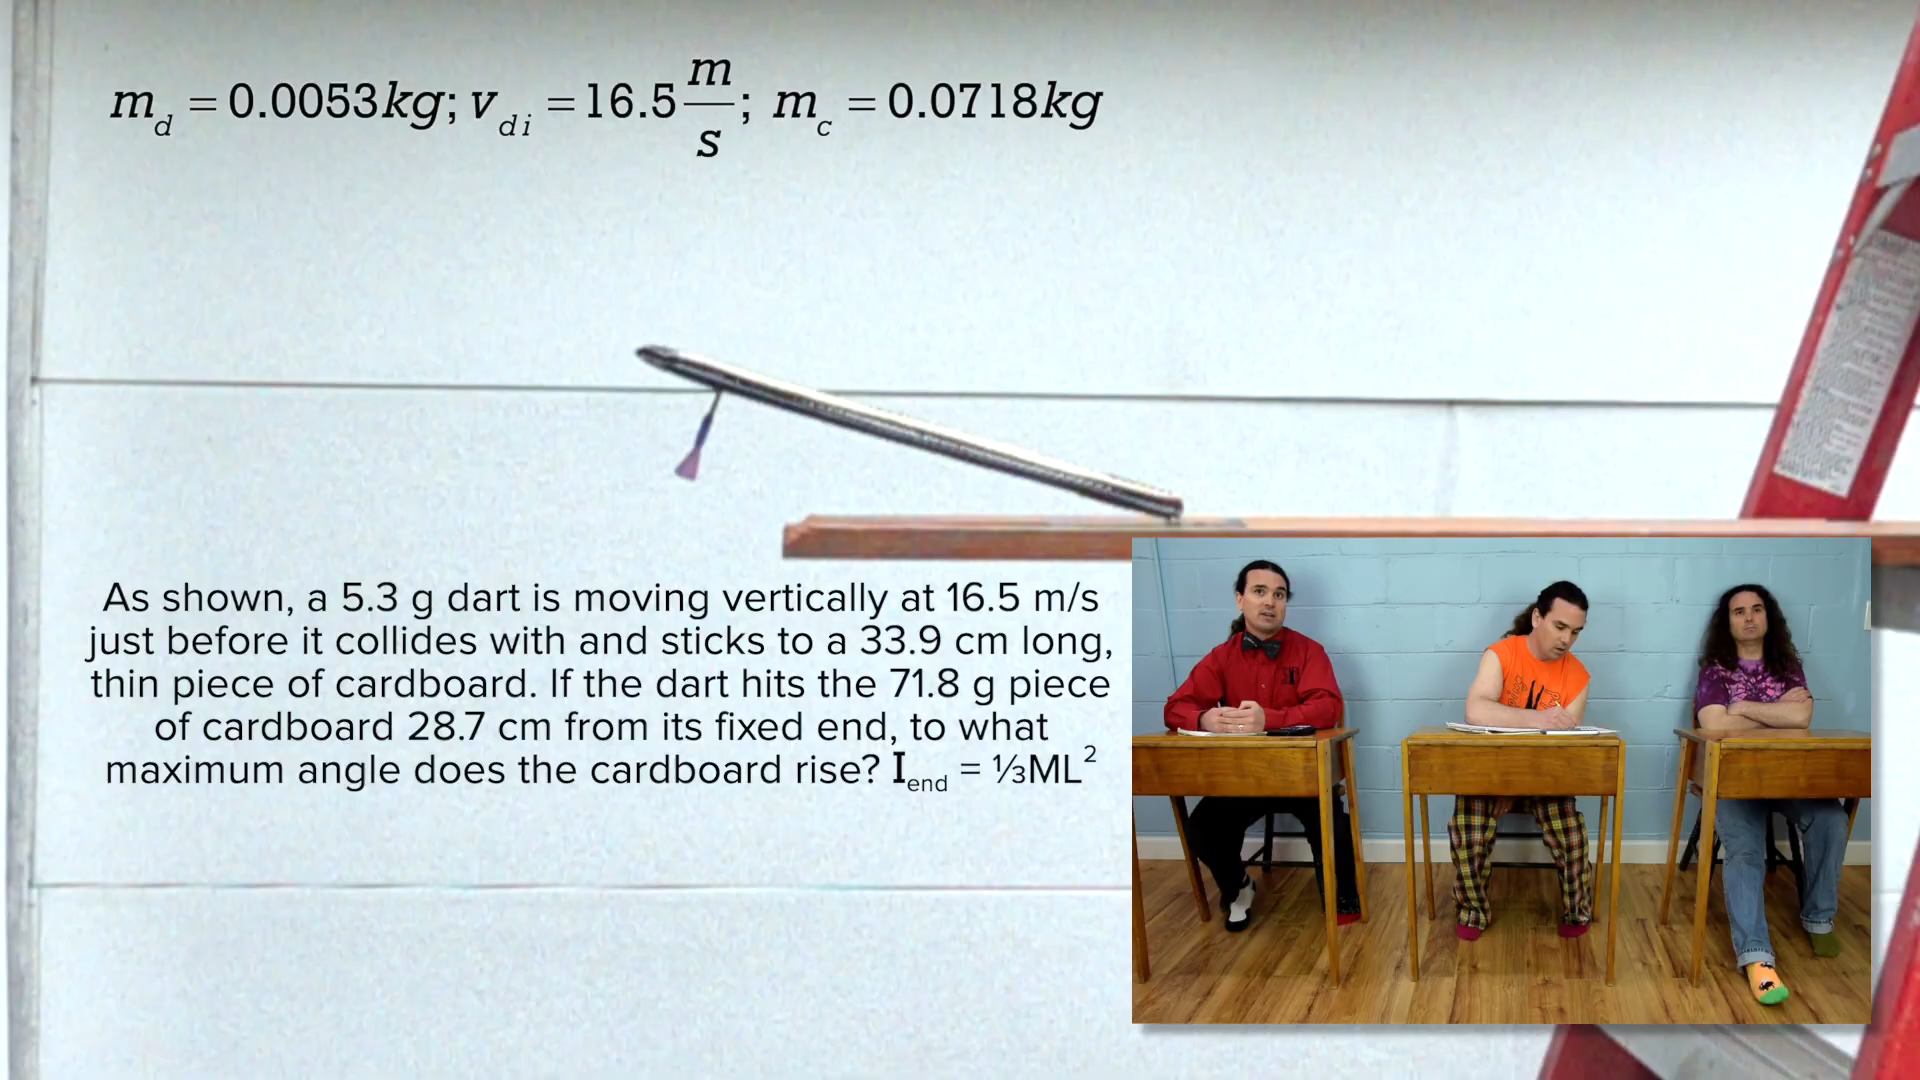 m_d = 0.0053kg; v_di = 16.5 m/s; m_c = 0.0718kg
As shown, a 5.3 g dart is moving vertically at 16.5 m/s
just before it collides with and sticks to a 33.9 cm long,
thin piece of cardboard. If the dart hits the 71.8 g piece
of cardboard 28.7 cm from its fixed end, to what
maximum angle does the cardboard rise? I_end = ⅓ML²